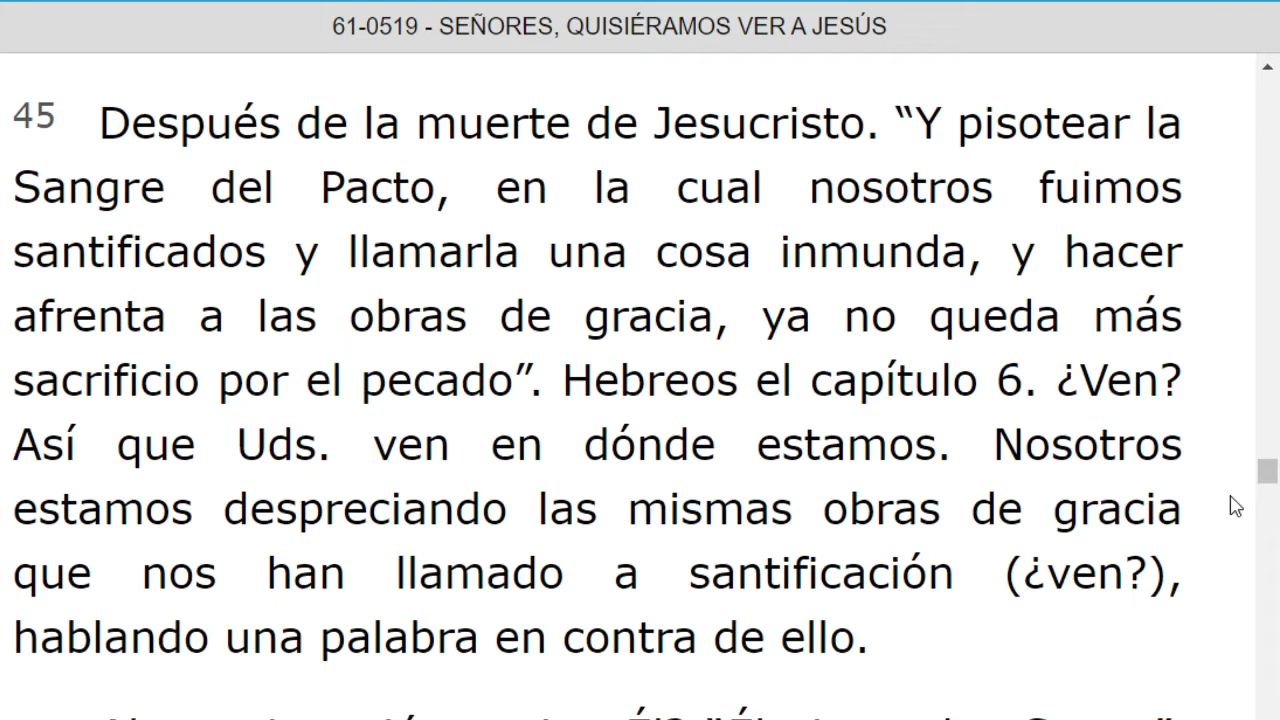 61-0519 - SEÑORES, QUISIÉRAMOS VER A JESÚS
45 Después de la muerte de Jesucristo. “Y pisotear la
Sangre del Pacto, en la cual nosotros fuimos
santificados y llamarla una cosa inmunda, y hacer
afrenta a las obras de gracia, ya no queda más
sacrificio por el pecado”. Hebreos el capítulo 6. ¿Ven?
Así que Uds. ven en dónde estamos. Nosotros
estamos despreciando las mismas obras de gracia
que nos han llamado a santificación (¿ven?),
hablando una palabra en contra de ello.